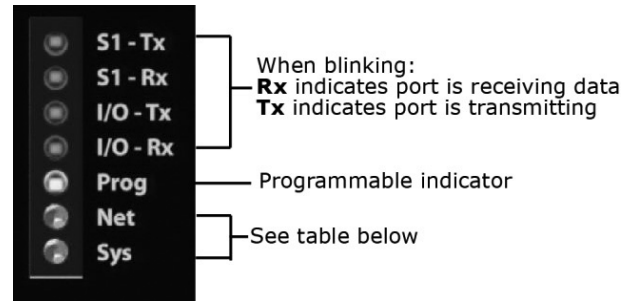 S1 - Tx
S1 - Rx
I/O - Tx
I/O - Rx
Prog
Net
Sys
When blinking:
Rx indicates port is receiving data
Tx indicates port is transmitting
Programmable indicator
See table below